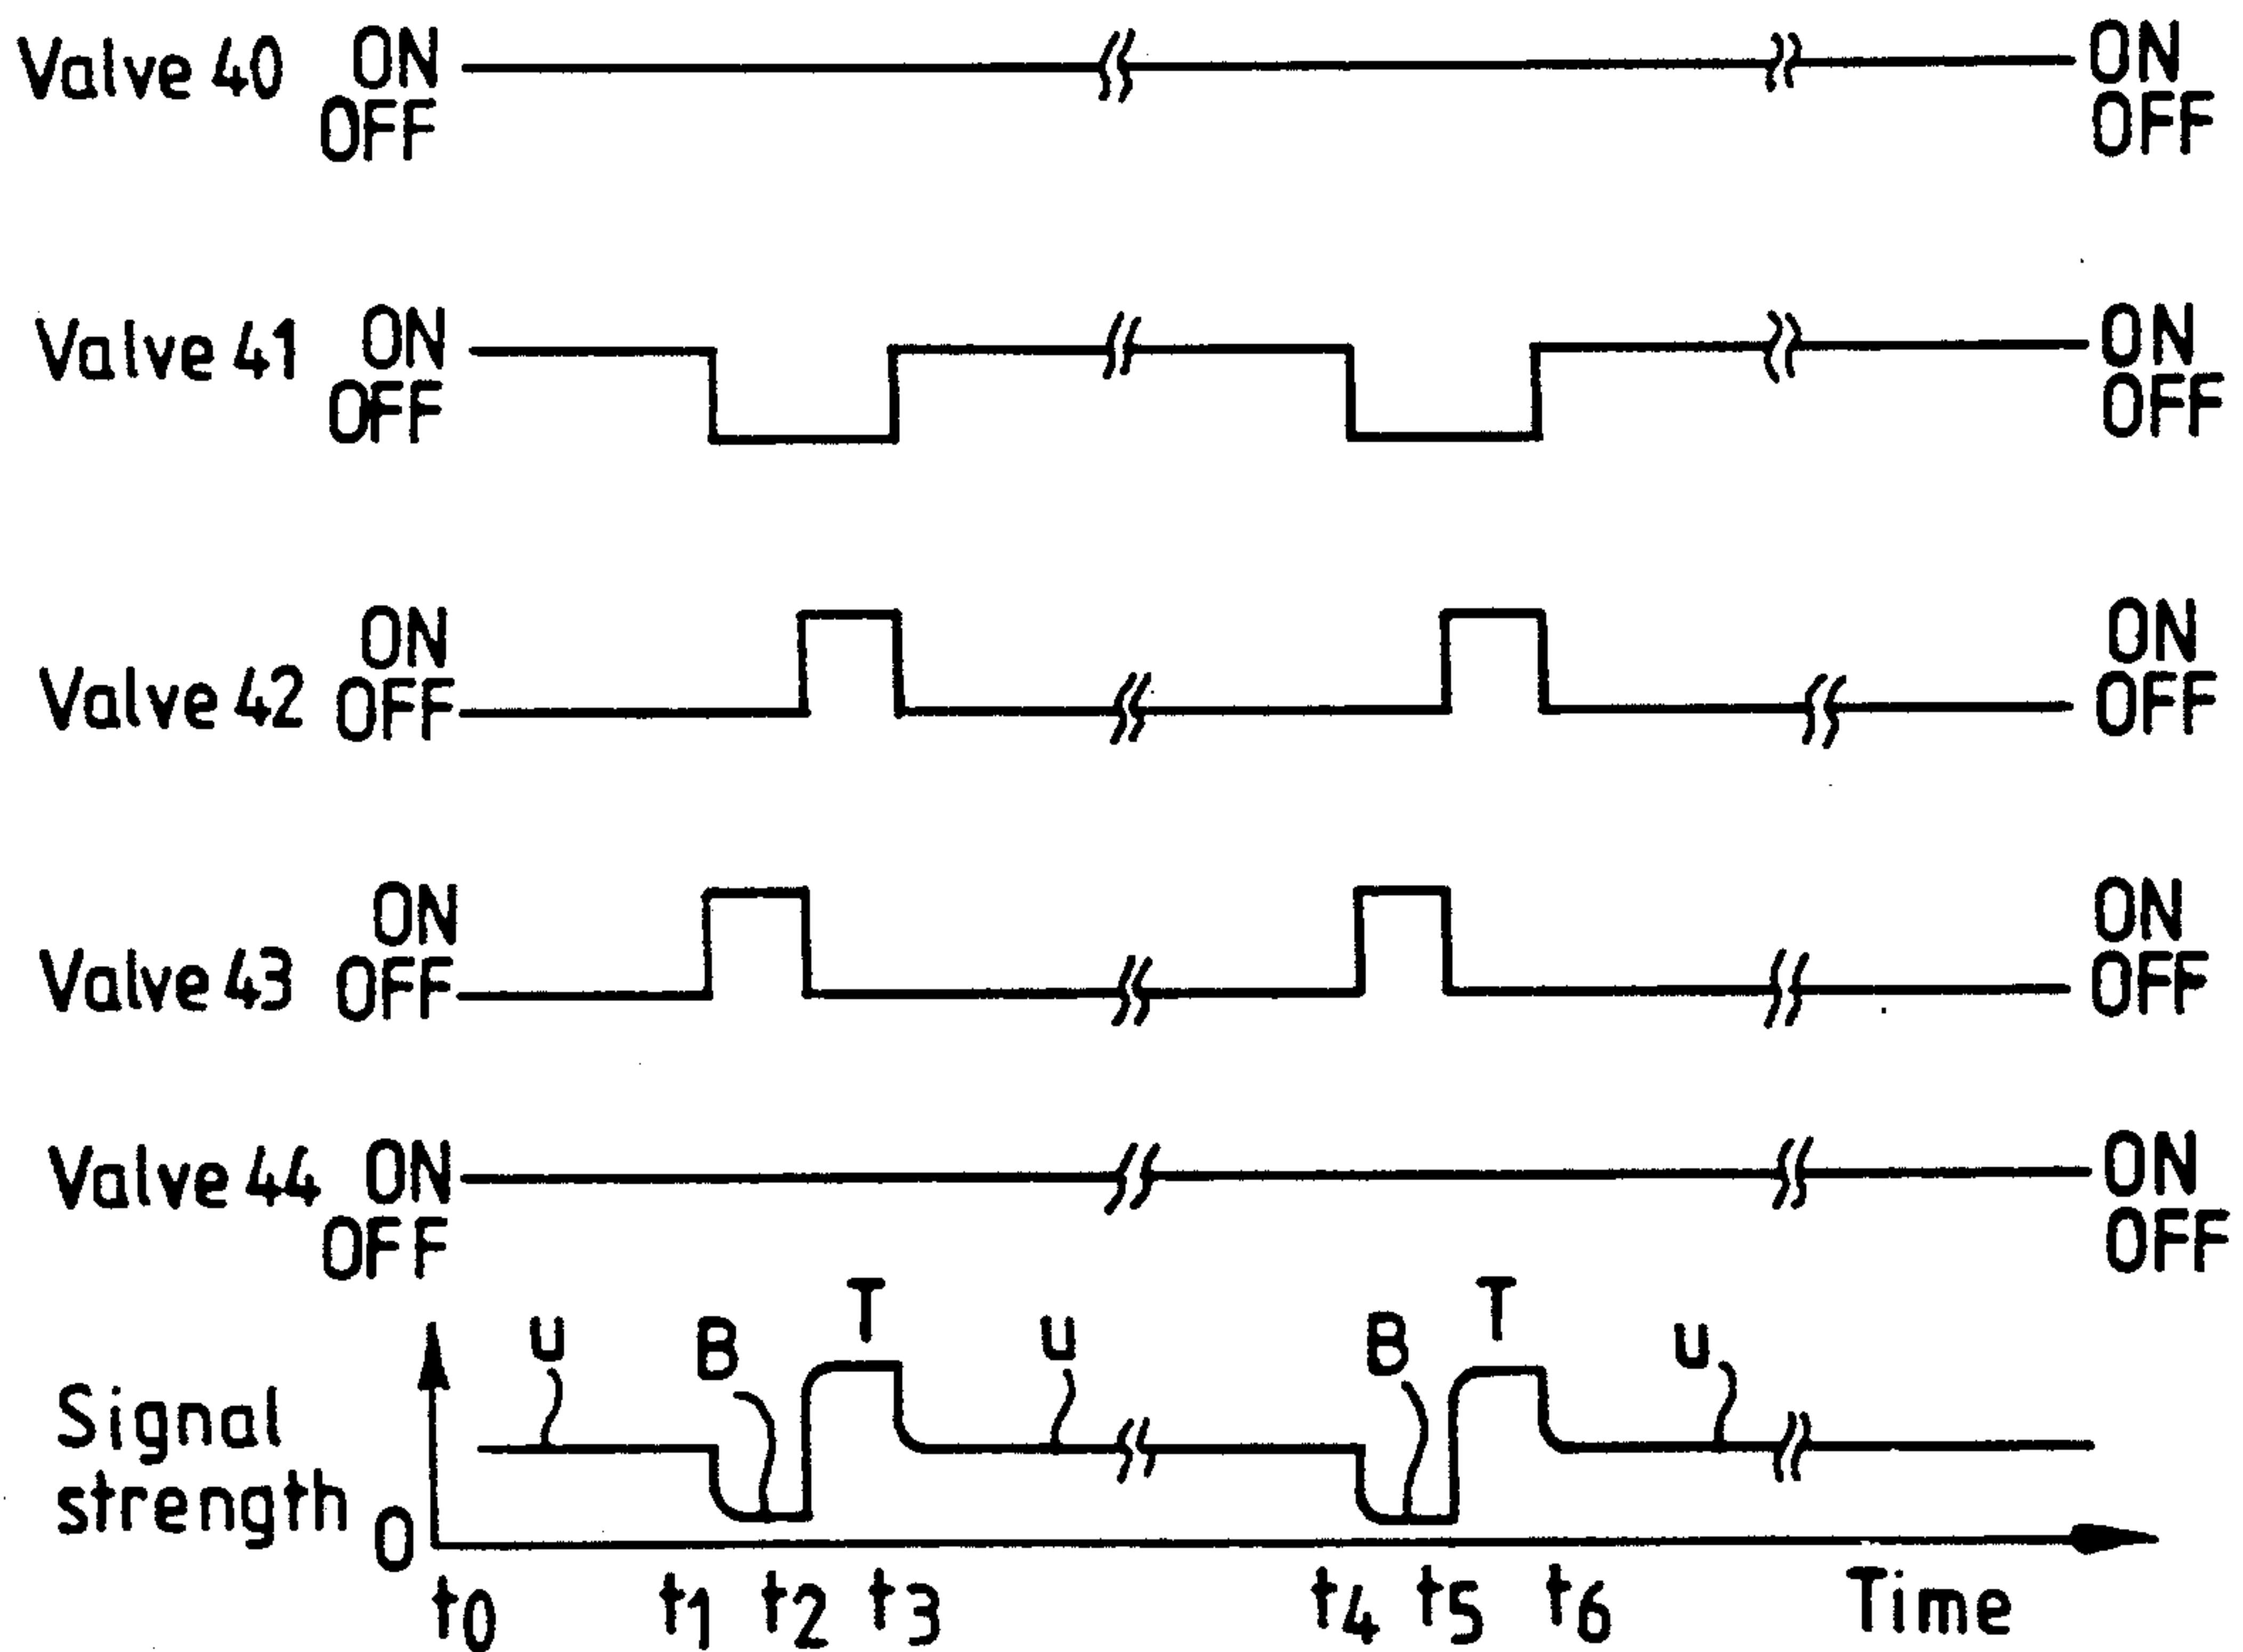 Valve 40 ON ON
OFF OFF
Valve 41 ON ON
OFF OFF
ON ON
Valve 42 OFF OFF
ON ON
Valve 43 OFF OFF
Valve 44 ON ON
OFF OFF
u B T u B T u
Signal
strength
0
t0 t1 t2 t3 t4 t5 t6 Time